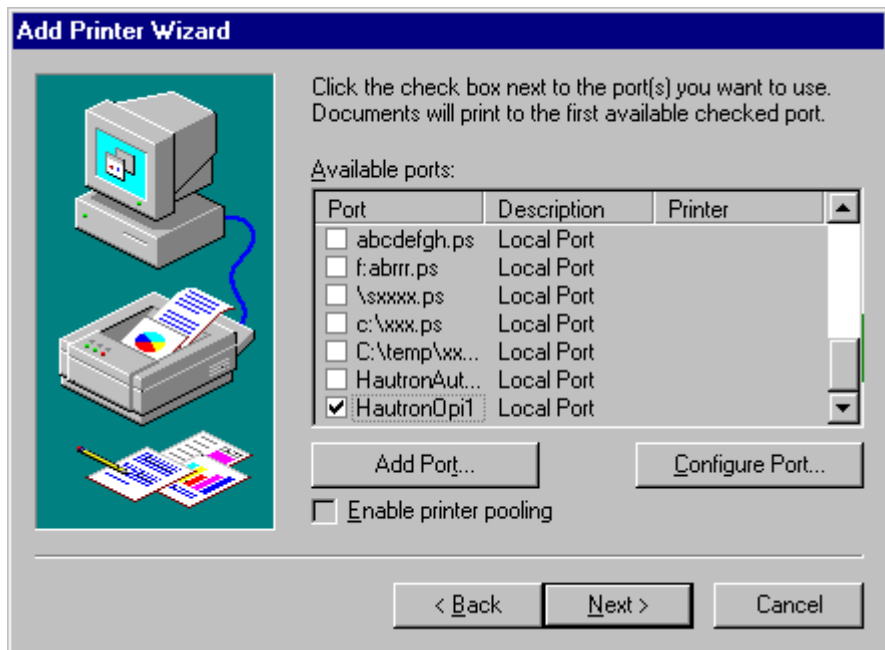 Add Printer Wizard
Click the check box next to the port(s) you want to use.
Documents will print to the first available checked port.
Available ports:
Port Description Printer
abcdefgh.ps Local Port
f:abrrr.ps Local Port
\sxxxx.ps Local Port
c:\xxx.ps Local Port
C:\temp\xx... Local Port
HautronAut... Local Port
HautronOpi1 Local Port
Add Port... Configure Port...
Enable printer pooling
< Back Next > Cancel